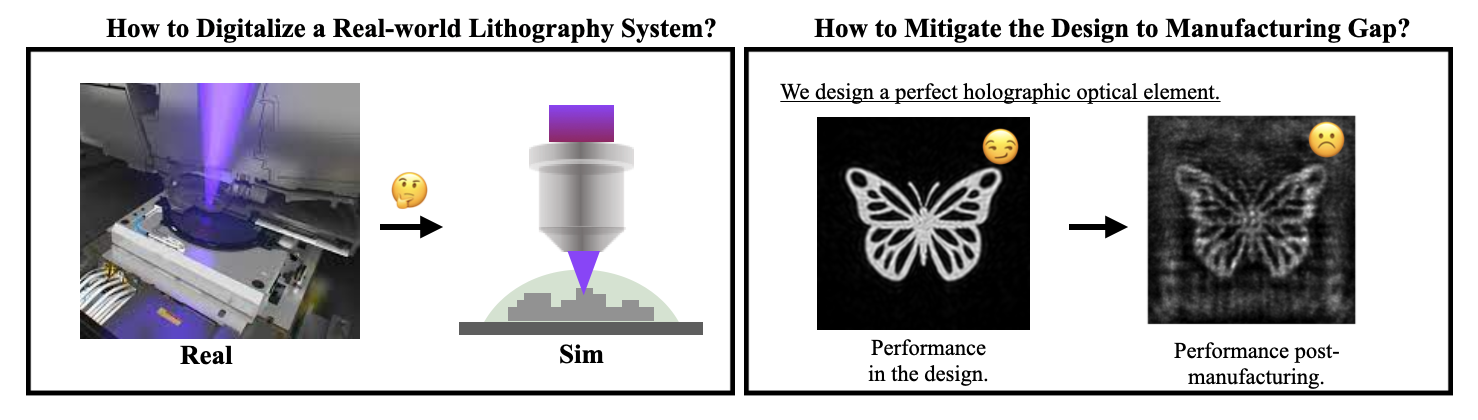 How to Digitalize a Real-world Lithography System?
Real
Sim
How to Mitigate the Design to Manufacturing Gap?
We design a perfect holographic optical element.
Performance
in the design.
Performance post-
manufacturing.